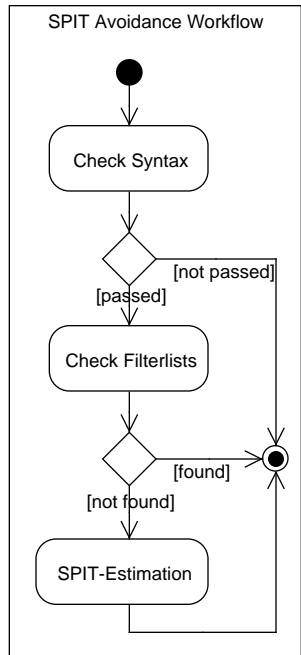 SPIT Avoidance Workflow
Check Syntax
[not passed]
[passed]
Check Filterlists
[found]
[not found]
SPIT-Estimation